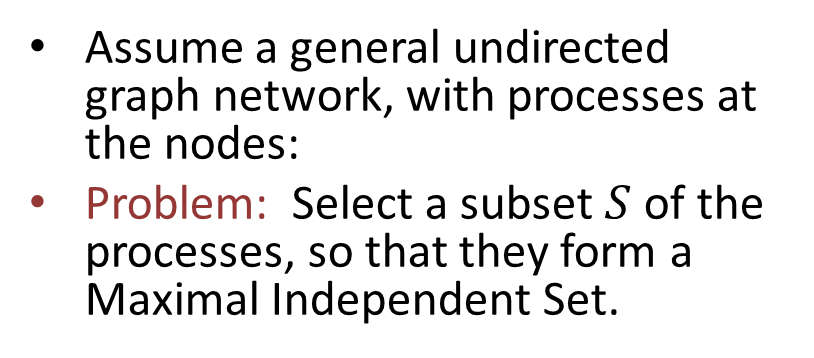 • Assume a general undirected
graph network, with processes at
the nodes:
• Problem: Select a subset S of the
processes, so that they form a
Maximal Independent Set.